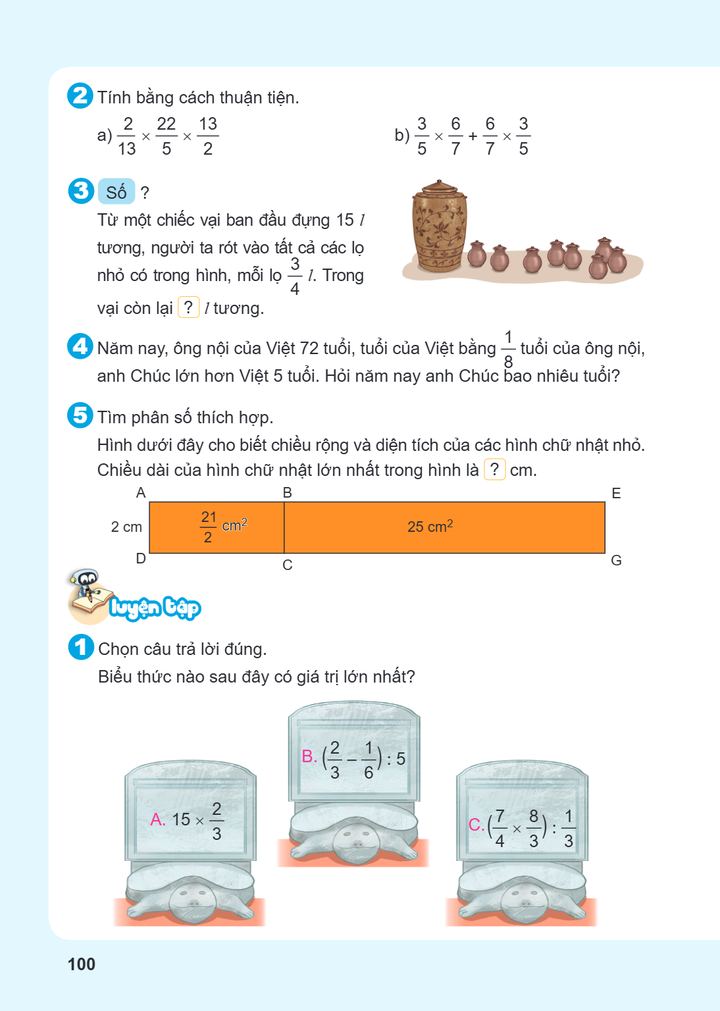 2 Tính bằng cách thuận tiện.
a) 2/13 × 22/5 × 13/2 b) 3/5 × 6/7 + 6/7 × 3/5
3 Số ?
Từ một chiếc vại ban đầu đựng 15 l
tương, người ta rót vào tất cả các lọ
nhỏ có trong hình, mỗi lọ 3/4 l. Trong
vại còn lại ? l tương.
4 Năm nay, ông nội của Việt 72 tuổi, tuổi của Việt bằng 1/8 tuổi của ông nội,
anh Chúc lớn hơn Việt 5 tuổi. Hỏi năm nay anh Chúc bao nhiêu tuổi?
5 Tìm phân số thích hợp.
Hình dưới đây cho biết chiều rộng và diện tích của các hình chữ nhật nhỏ.
Chiều dài của hình chữ nhật lớn nhất trong hình là ? cm.
A B E
2 cm 21/2 cm² 25 cm²
D C G
luyện tập
1 Chọn câu trả lời đúng.
Biểu thức nào sau đây có giá trị lớn nhất?
A. 15 × 2/3
B. (2/3 − 1/6) : 5
C. (7/4 × 8/3) : 1/3
100